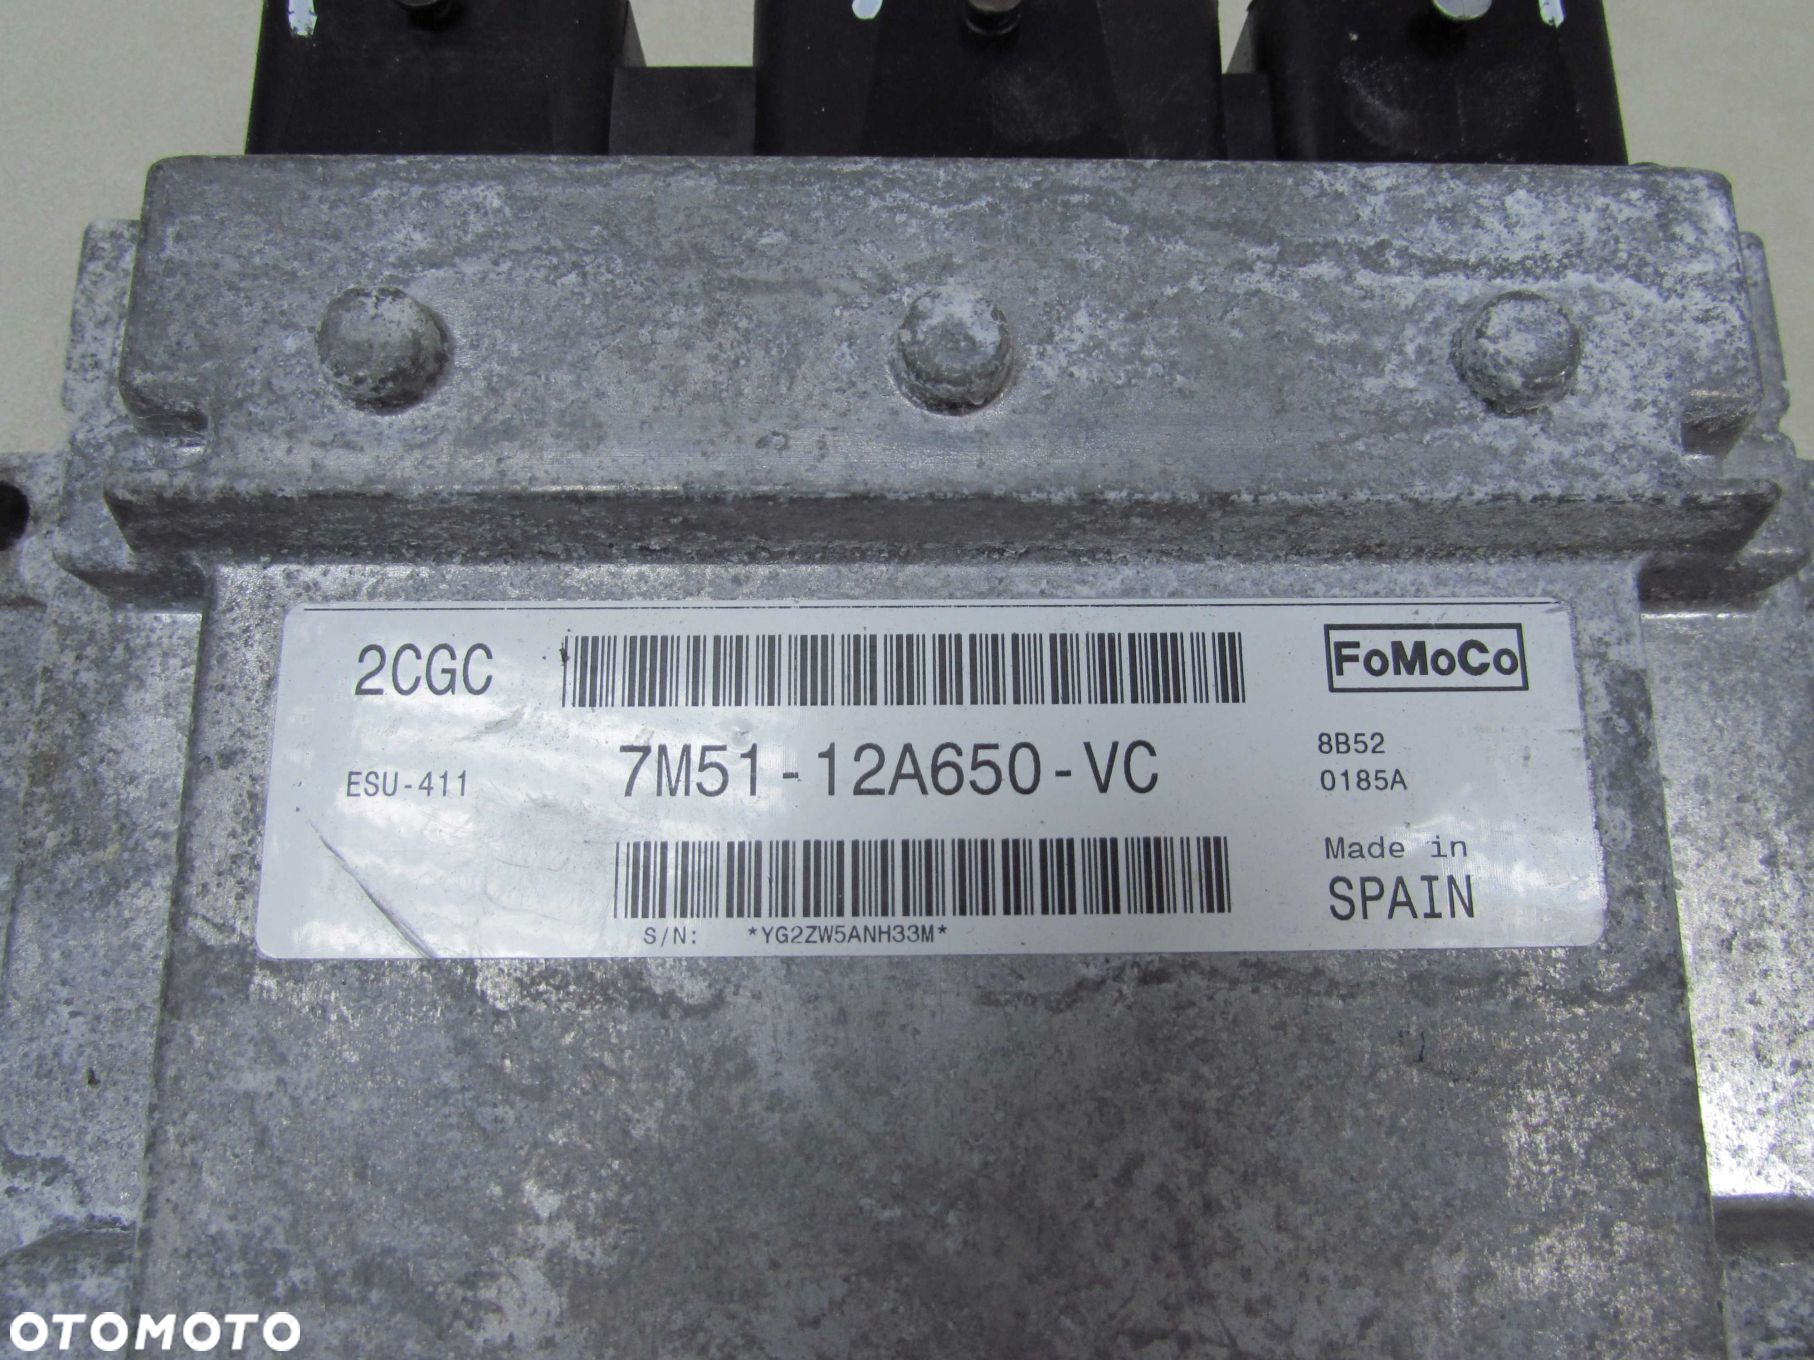 2CGC
FoMoCo
ESU-411
7M51-12A650-VC
8B52
0185A
Made in
SPAIN
S/N: *YG2ZW5ANH33M*
OTOMOTO